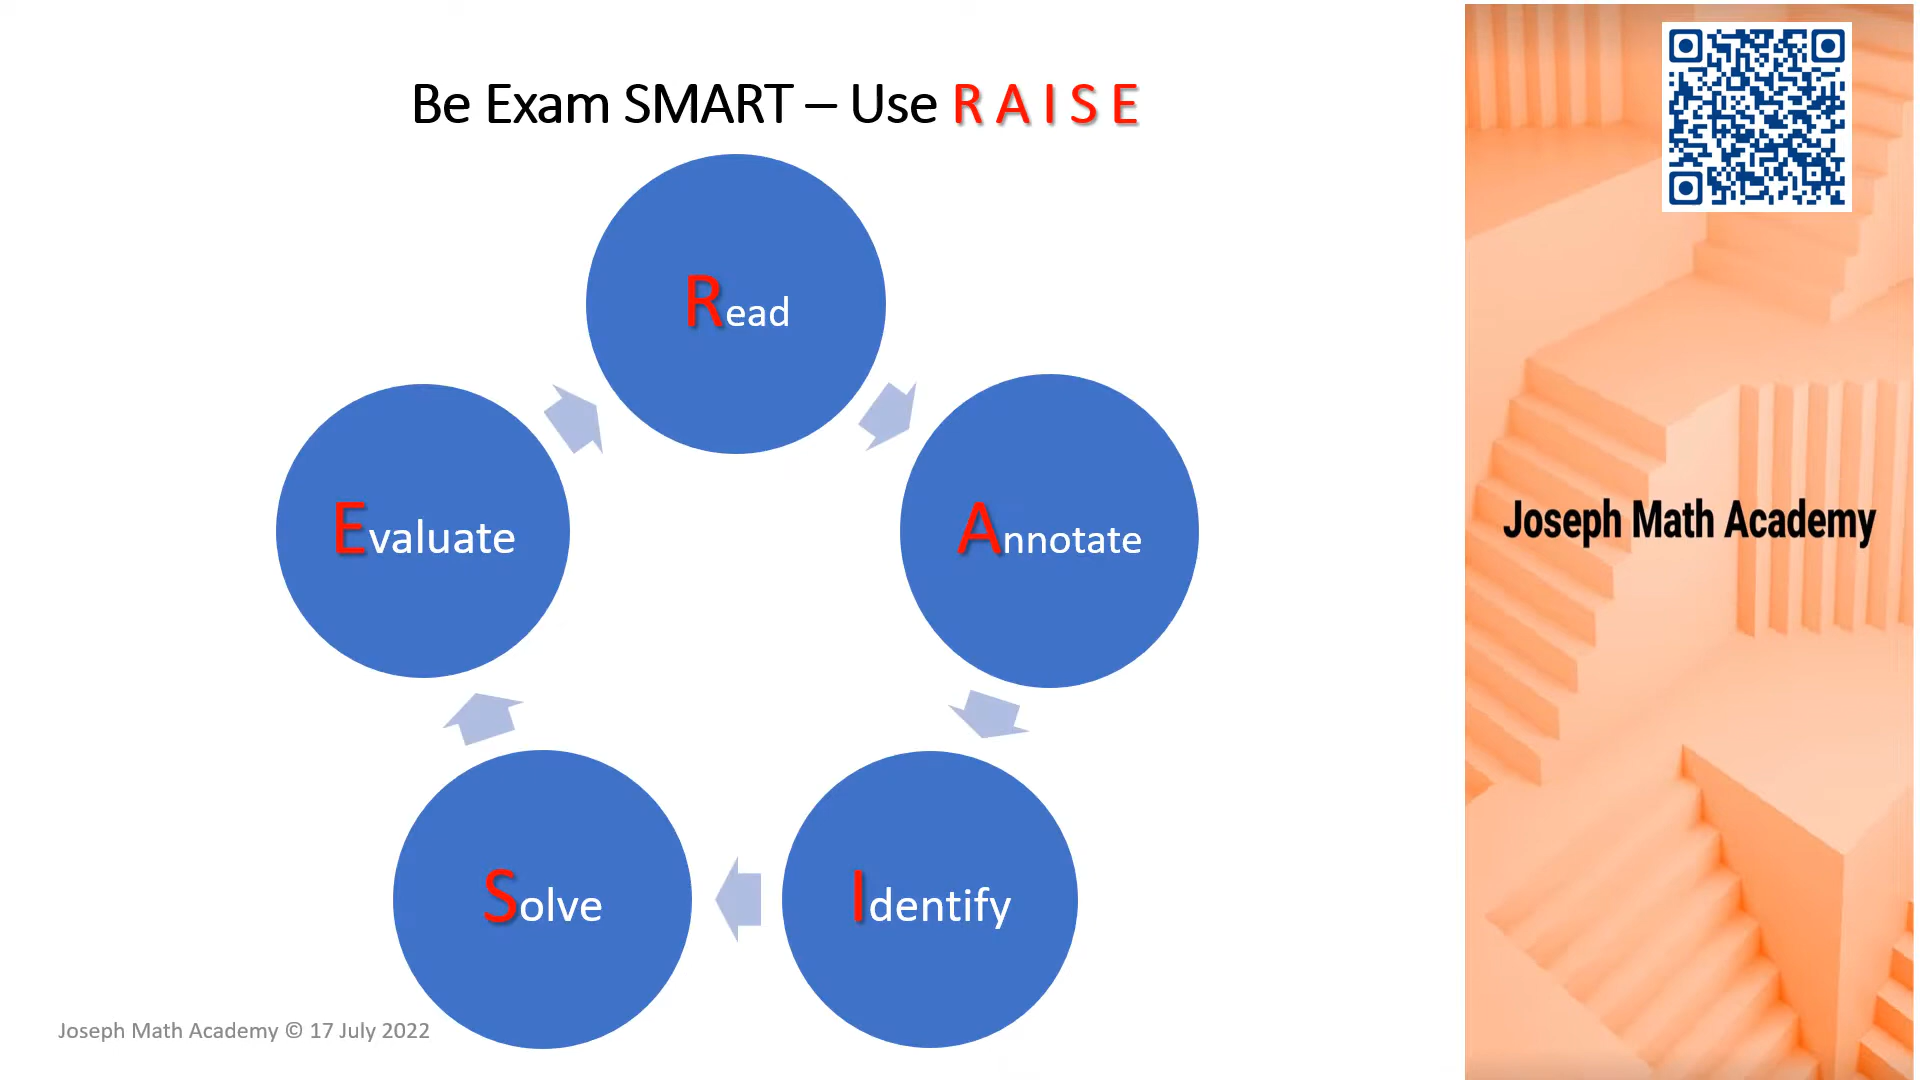 Be Exam SMART – Use R A I S E
Read
Annotate
Identify
Solve
Evaluate
Joseph Math Academy
Joseph Math Academy © 17 July 2022